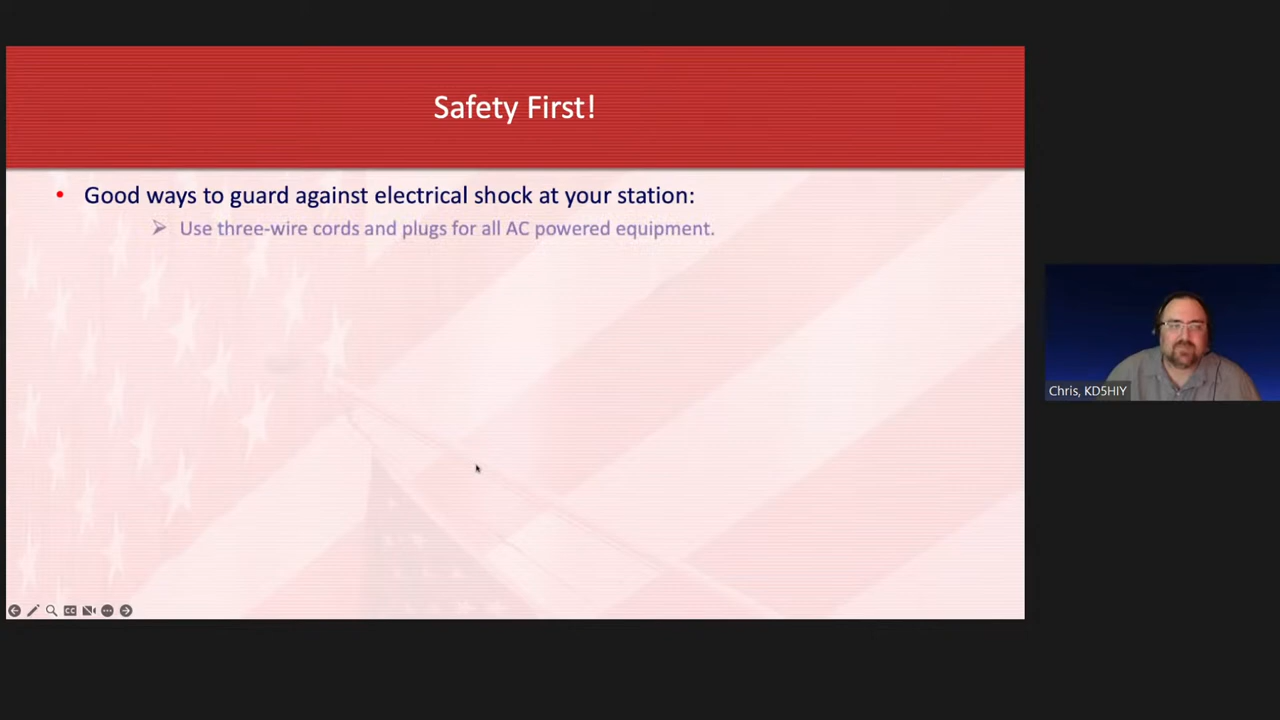 Safety First!
• Good ways to guard against electrical shock at your station:
➢ Use three-wire cords and plugs for all AC powered equipment.
Chris, KD5HIY
CC